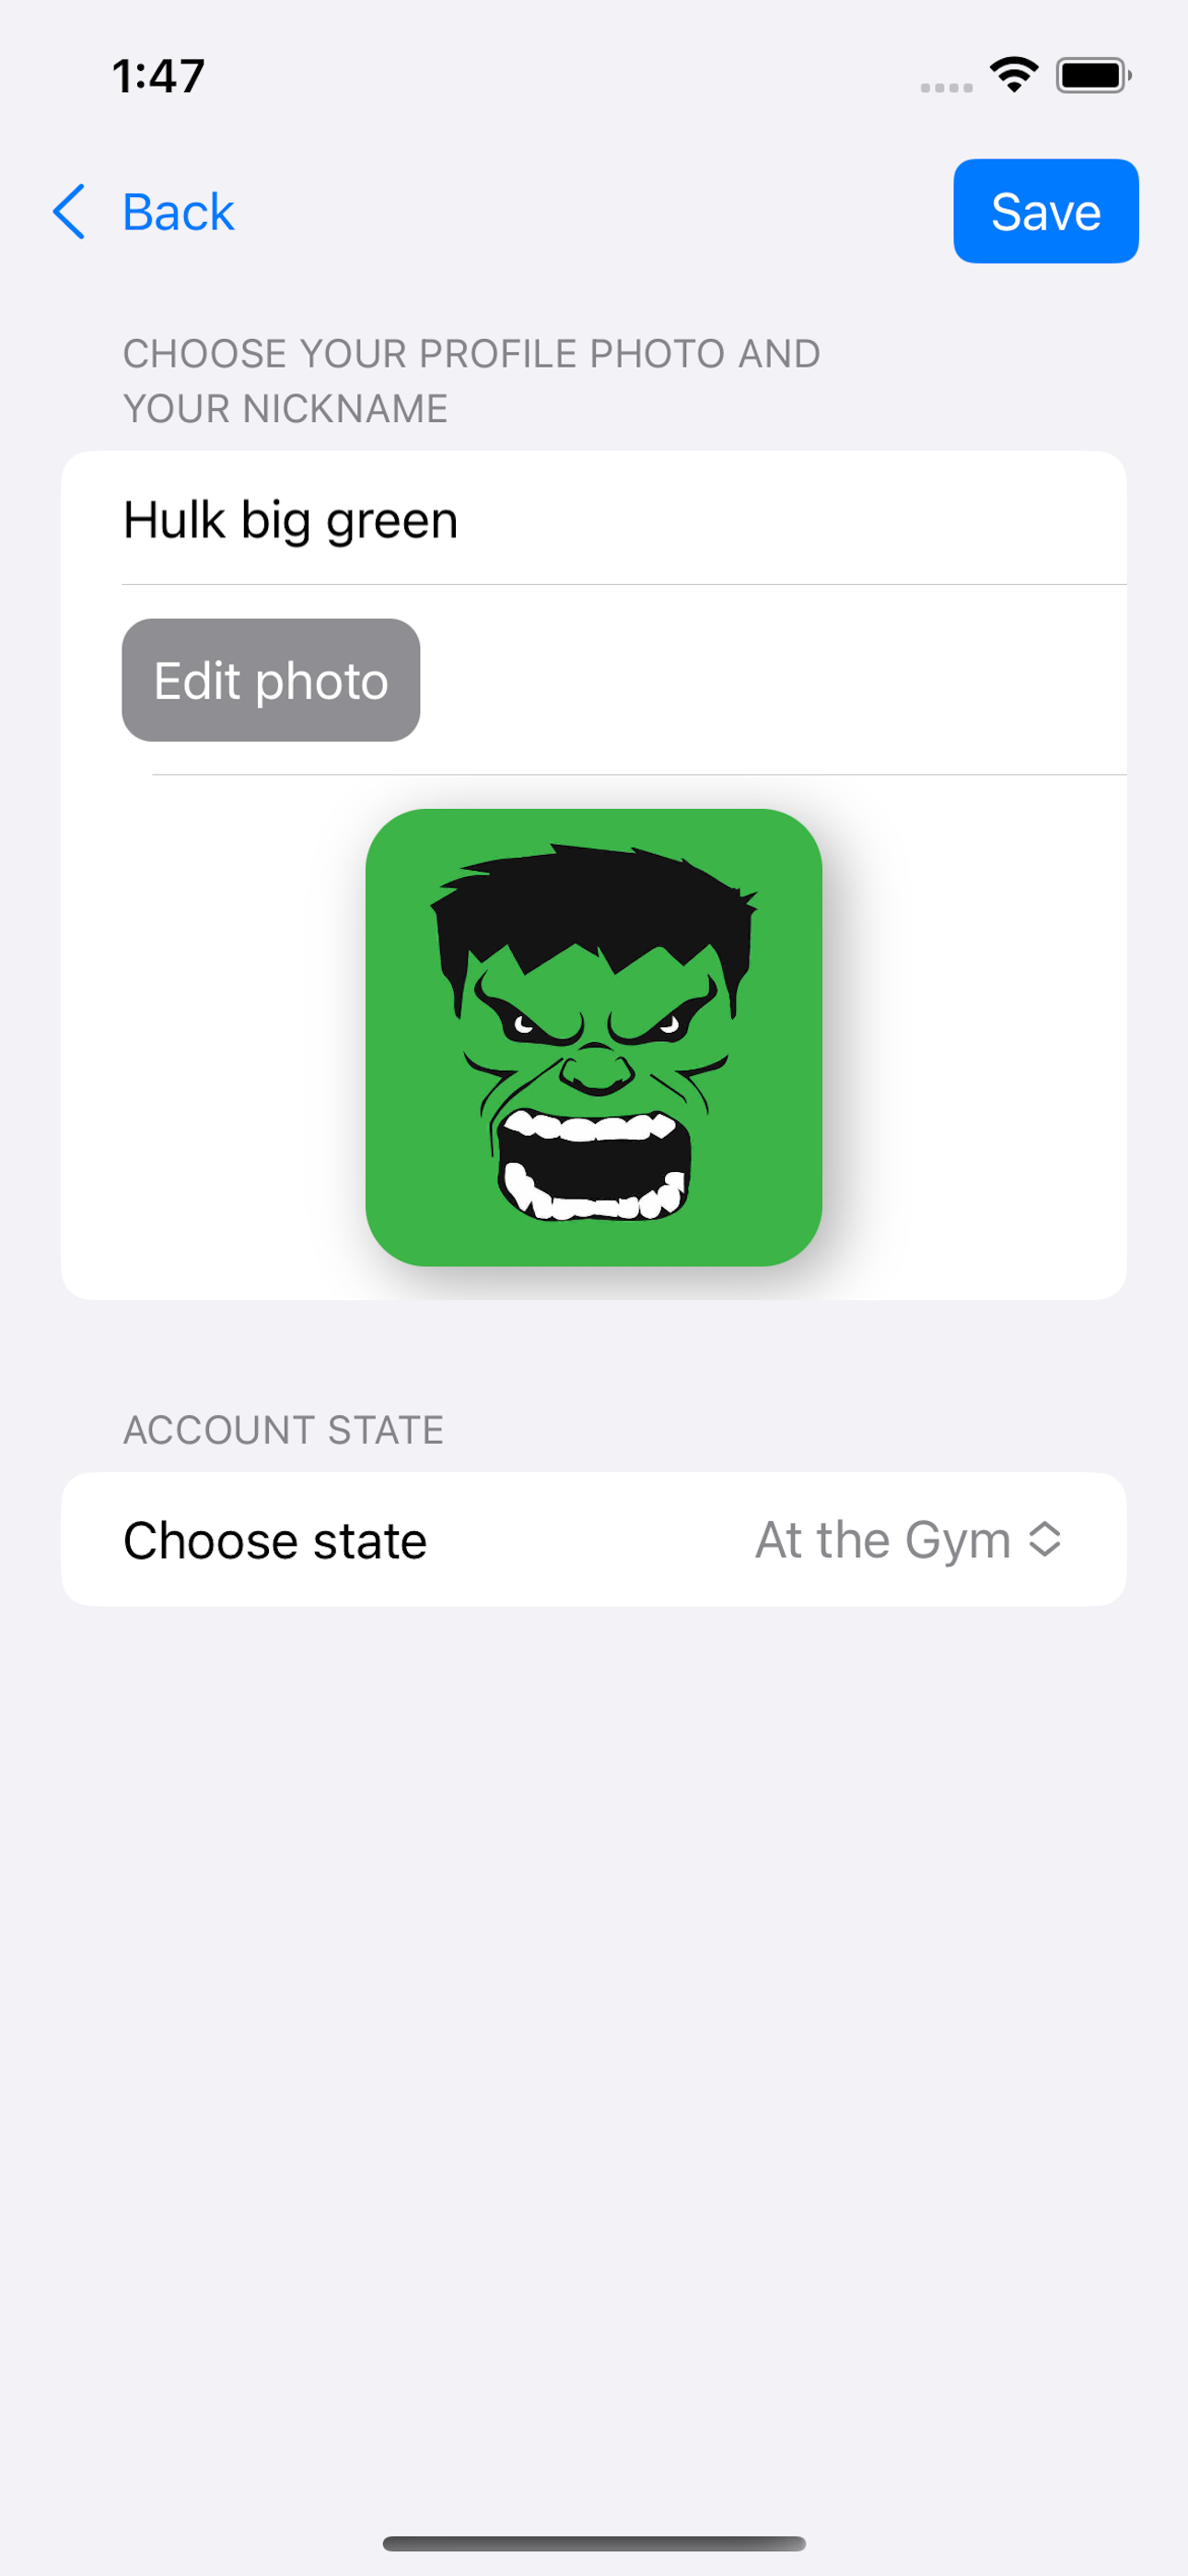 1:47
Back
Save
CHOOSE YOUR PROFILE PHOTO AND
YOUR NICKNAME
Hulk big green
Edit photo
ACCOUNT STATE
Choose state
At the Gym